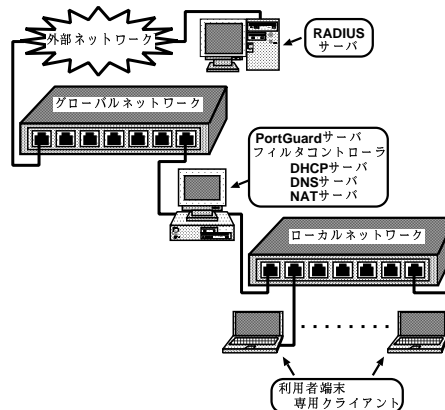 外部ネットワーク
RADIUS
サーバ
グローバルネットワーク
PortGuardサーバ
フィルタコントローラ
DHCPサーバ
DNSサーバ
NATサーバ
ローカルネットワーク
利用者端末
専用クライアント